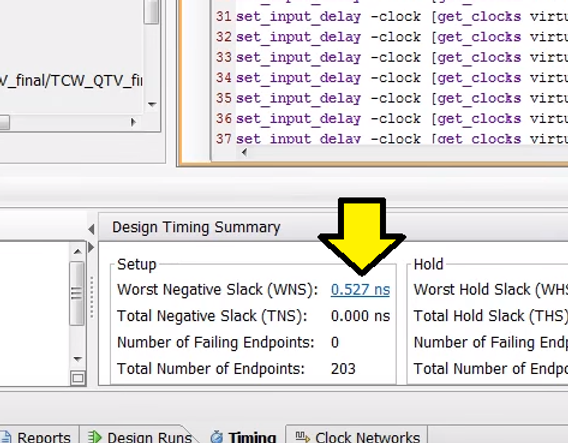 31 set_input_delay -clock [get_clocks virtu
32 set_input_delay -clock [get_clocks virtu
33 set_input_delay -clock [get_clocks virtu
34 set_input_delay -clock [get_clocks virtu
35 set_input_delay -clock [get_clocks virtu
36 set_input_delay -clock [get_clocks virtu
37 set_input_delay -clock [get_clocks virtu
V_final/TCW_QTV_fin
Design Timing Summary
Setup
Worst Negative Slack (WNS): 0.527 ns
Total Negative Slack (TNS): 0.000 ns
Number of Failing Endpoints: 0
Total Number of Endpoints: 203
Hold
Worst Hold Slack (WHS
Total Hold Slack (THS)
Number of Failing Endp
Total Number of Endpo
Reports Design Runs Timing Clock Networks